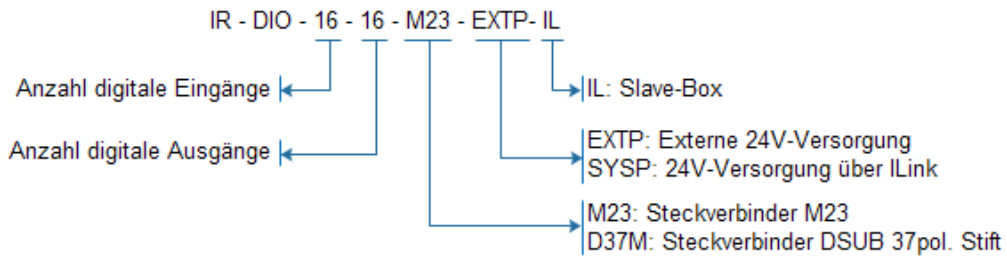 IR - DIO - 16 - 16 - M23 - EXTP- IL
Anzahl digitale Eingänge
IL: Slave-Box
Anzahl digitale Ausgänge
EXTP: Externe 24V-Versorgung
SYSP: 24V-Versorgung über ILink
M23: Steckverbinder M23
D37M: Steckverbinder DSUB 37pol. Stift